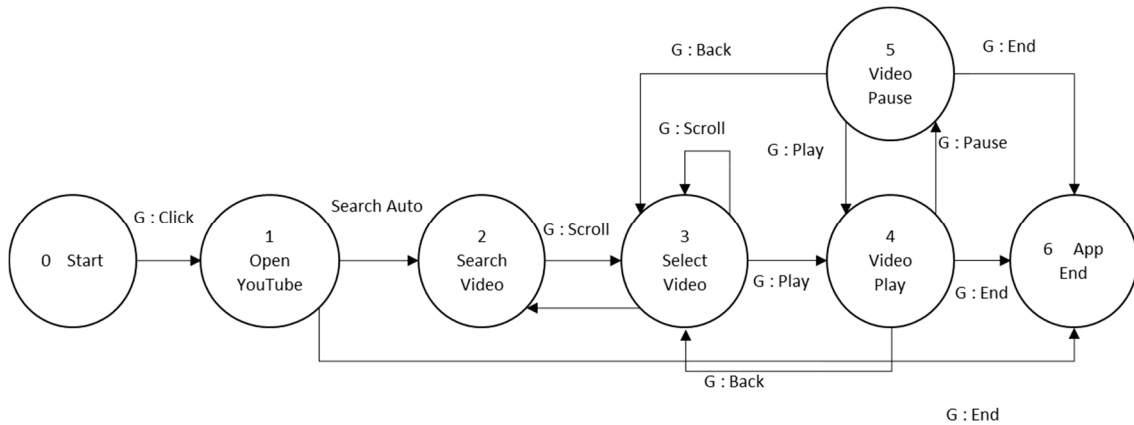 5
Video
Pause
G : Back
G : End
G : Scroll
G : Play
G : Pause
G : Click
Search Auto
G : Scroll
0 Start
1
Open
YouTube
2
Search
Video
3
Select
Video
4
Video
Play
6 App
End
G : Play
G : End
G : Back
G : End